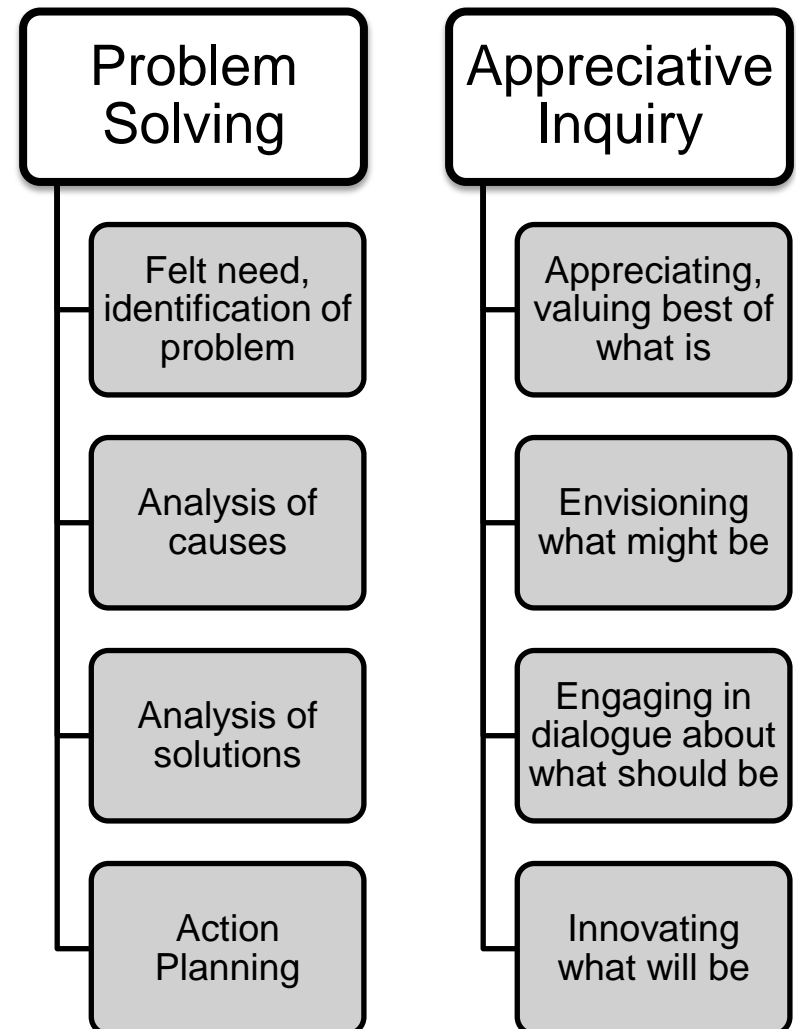 Problem
Solving
Felt need,
identification of
problem
Analysis of
causes
Analysis of
solutions
Action
Planning
Appreciative
Inquiry
Appreciating,
valuing best of
what is
Envisioning
what might be
Engaging in
dialogue about
what should be
Innovating
what will be